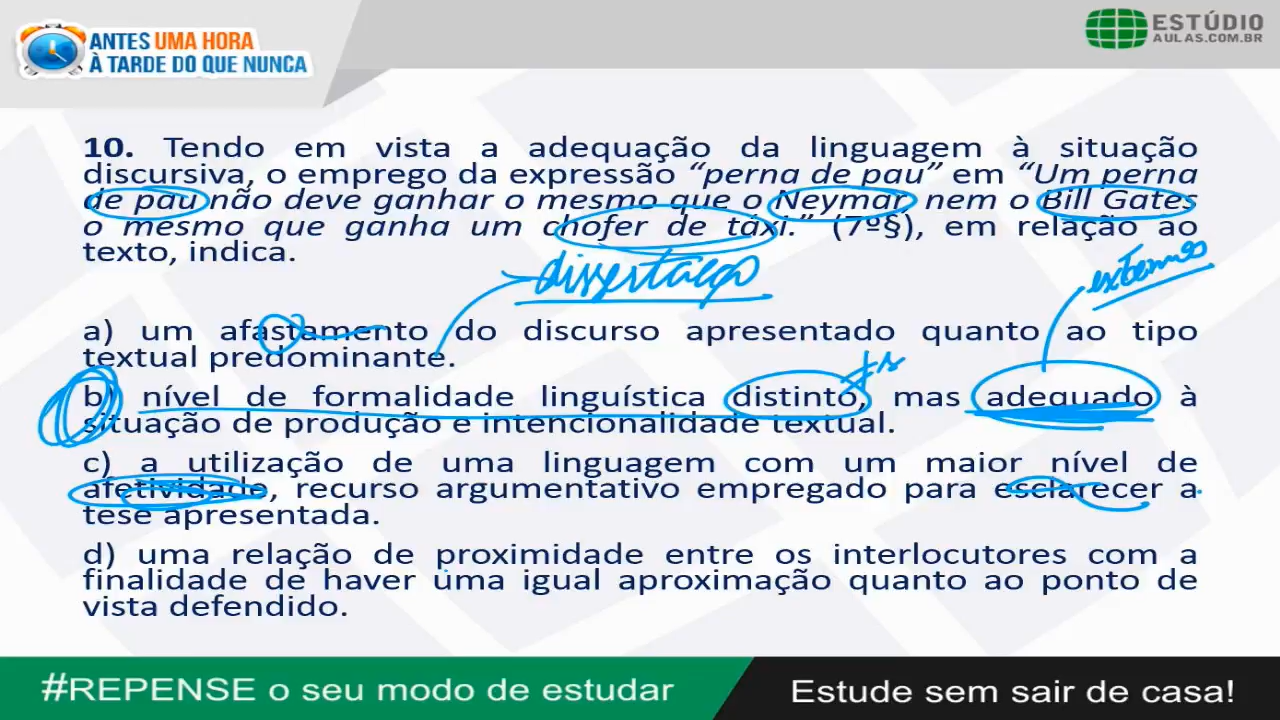 ANTES UMA HORA
À TARDE DO QUE NUNCA
ESTÚDIO
AULAS.COM.BR
10. Tendo em vista a adequação da linguagem à situação
discursiva, o emprego da expressão “perna de pau” em “Um perna
de pau não deve ganhar o mesmo que o Neymar nem o Bill Gates
o mesmo que ganha um chofer de táxi.” (7º§), em relação ao
texto, indica.
dissertação
a) um afastamento do discurso apresentado quanto ao tipo
textual predominante.
b) nível de formalidade linguística distinto, mas adequado à
situação de produção e intencionalidade textual.
c) a utilização de uma linguagem com um maior nível de
afetividade, recurso argumentativo empregado para esclarecer a
tese apresentada.
d) uma relação de proximidade entre os interlocutores com a
finalidade de haver uma igual aproximação quanto ao ponto de
vista defendido.
#REPENSE o seu modo de estudar
Estude sem sair de casa!